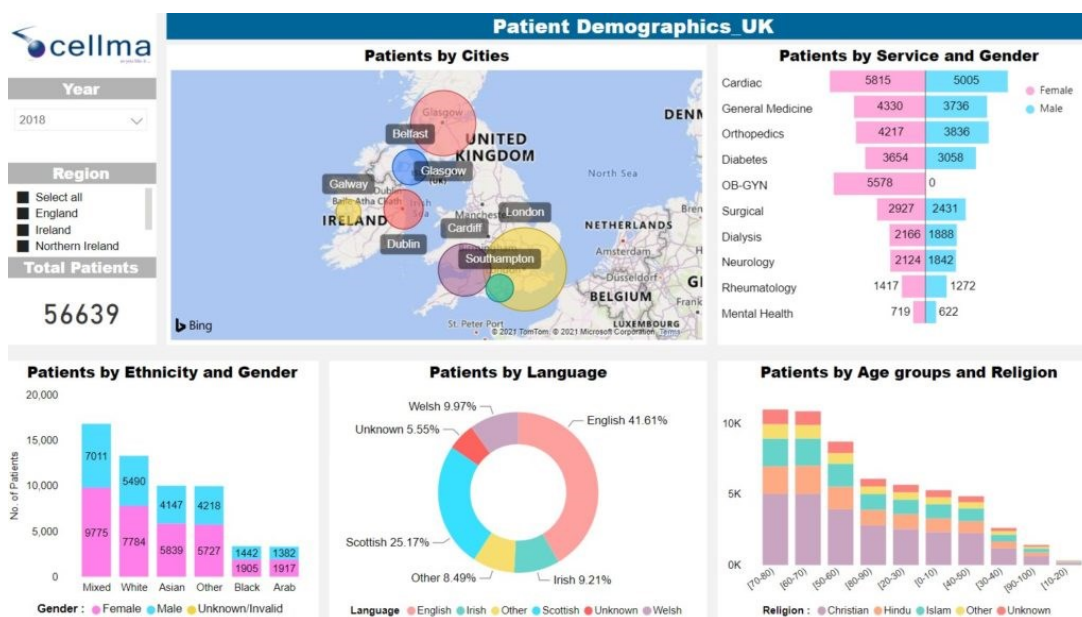 cellma
Patient Demographics_UK
Year
2018
Region
Select all
England
Ireland
Northern Ireland
Total Patients
56639
Patients by Cities
Glasgow
Belfast
UNITED
KINGDOM
Glasgow
DENM
North Sea
Galway
Baile Átha Cliath
IRELAND
Irish
Sea
Manchester
London
Dublin
Cardiff
Southampton
NETHERLANDS
Amsterdam
Düsseldorf
BELGIUM
St. Peter Port
LUXEMBOURG
Bremen
Bing
© 2021 TomTom, © 2021 Microsoft Corporation, Terms
Patients by Service and Gender
Cardiac 5815 5005
General Medicine 4330 3736
Orthopedics 4217 3836
Diabetes 3654 3058
OB-GYN 5578 0
Surgical 2927 2431
Dialysis 2166 1888
Neurology 2124 1842
Rheumatology 1417 1272
Mental Health 719 622
Female
Male
Patients by Ethnicity and Gender
No. of Patients
20,000
15,000
10,000
5,000
0
7011 5490 4147 4218 1442 1382
9775 7784 5839 5727 1905 1917
Mixed White Asian Other Black Arab
Gender : Female Male Unknown/Invalid
Patients by Language
Welsh 9.97%
Unknown 5.55%
English 41.61%
Scottish 25.17%
Other 8.49%
Irish 9.21%
Language English Irish Other Scottish Unknown Welsh
Patients by Age groups and Religion
10K
5K
0K
[70-80) [60-70) [50-60) [80-90) [20-30) [0-10) [40-50) [30-40) [90-100) [10-20)
Religion : Christian Hindu Islam Other Unknown